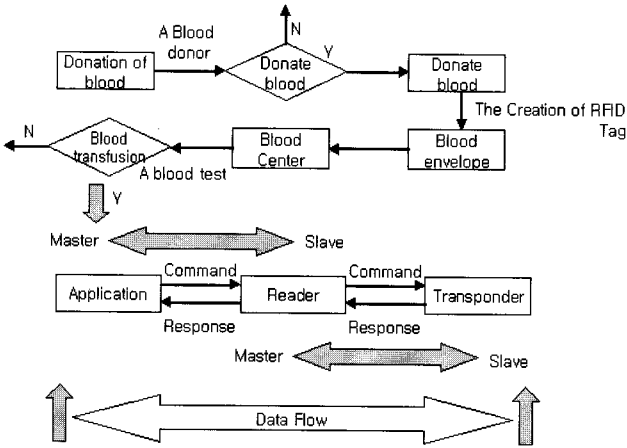 N
A Blood
donor
Y
Donation of
blood
Donate
blood
Donate
blood
The Creation of RFID
Tag
N
Blood
transfusion
Blood
Center
Blood
envelope
A blood test
Y
Master
Slave
Command
Command
Application
Reader
Transponder
Response
Response
Master
Slave
Data Flow